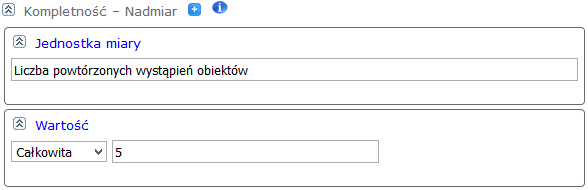 Kompletność – Nadmiar
Jednostka miary
Liczba powtórzonych wystąpień obiektów
Wartość
Całkowita 5